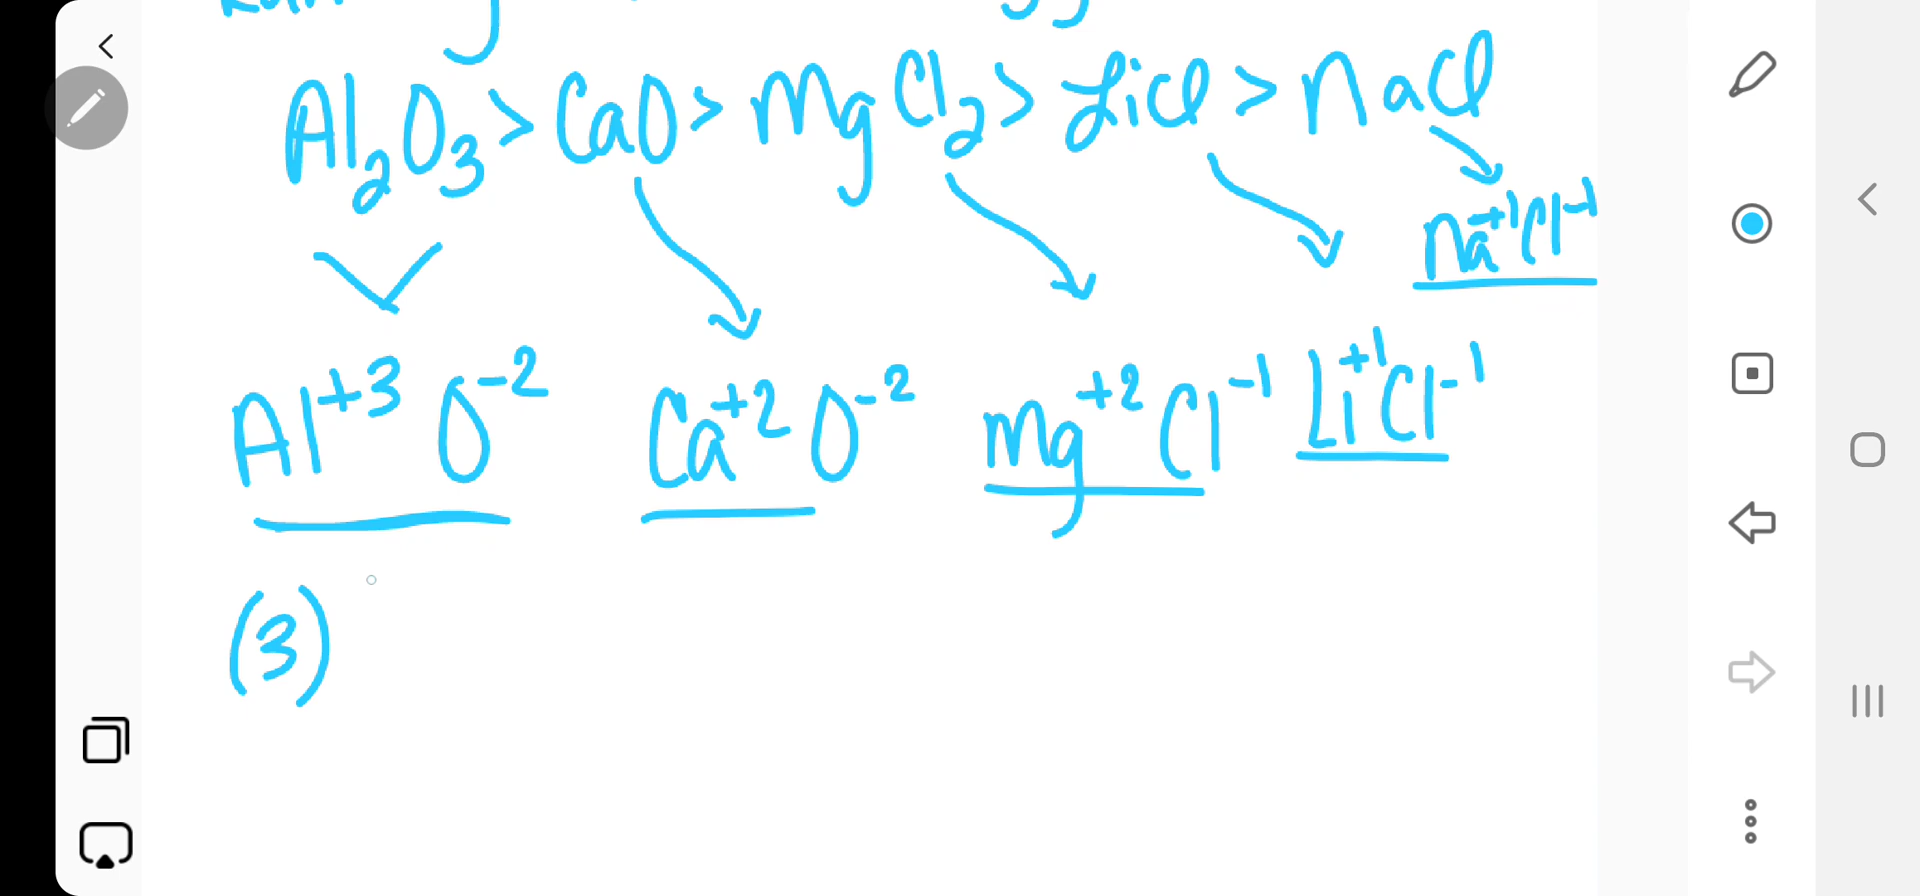 Al₂O₃ > CaO > MgCl₂ > LiCl > NaCl
Na⁺¹Cl⁻¹
Al⁺³ O⁻² Ca⁺² O⁻² Mg⁺² Cl⁻¹ Li⁺¹Cl⁻¹
(3)